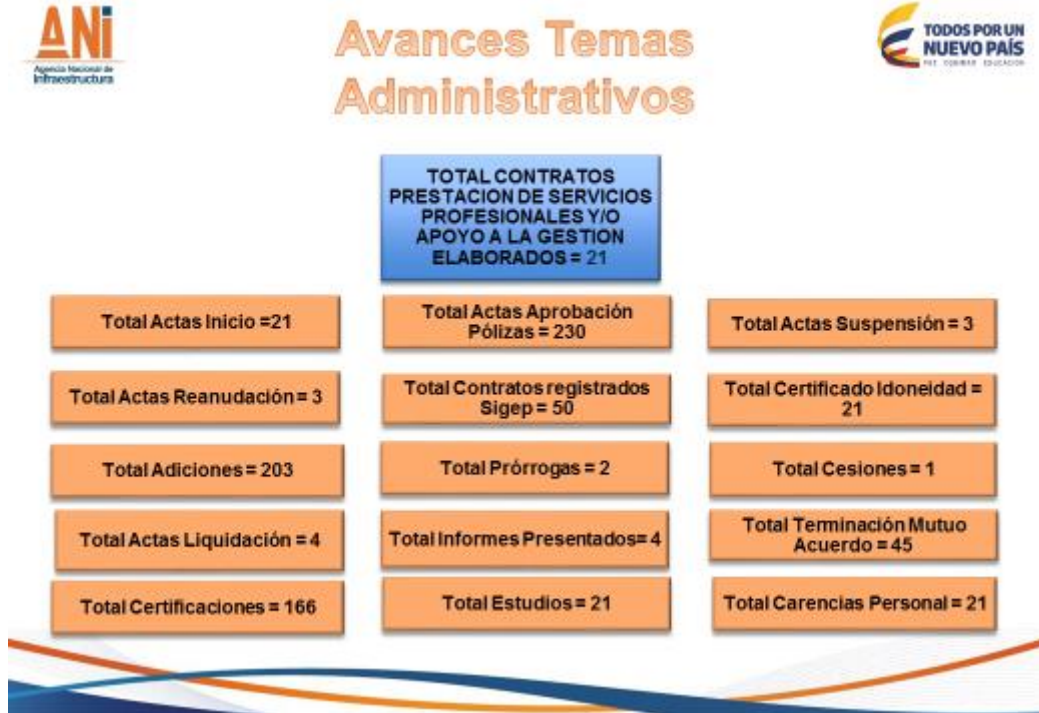 ANi
Agencia Nacional de
Infraestructura
Avances Temas
Administrativos
TODOS POR UN
NUEVO PAÍS
PAZ EQUIDAD EDUCACIÓN
TOTAL CONTRATOS
PRESTACION DE SERVICIOS
PROFESIONALES Y/O
APOYO A LA GESTION
ELABORADOS = 21
Total Actas Inicio =21
Total Actas Aprobación
Pólizas = 230
Total Actas Suspensión = 3
Total Actas Reanudación = 3
Total Contratos registrados
Sigep = 50
Total Certificado Idoneidad =
21
Total Adiciones = 203
Total Prórrogas = 2
Total Cesiones = 1
Total Actas Liquidación = 4
Total Informes Presentados= 4
Total Terminación Mutuo
Acuerdo = 45
Total Certificaciones = 166
Total Estudios = 21
Total Carencias Personal = 21